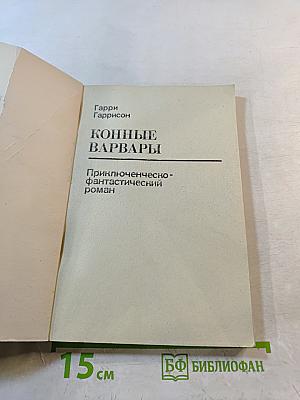 Гарри
Гаррисон
КОННЫЕ
ВАРВАРЫ
Приключенческо-
фантастический
роман
15 см
БФ БИБЛИОФАН